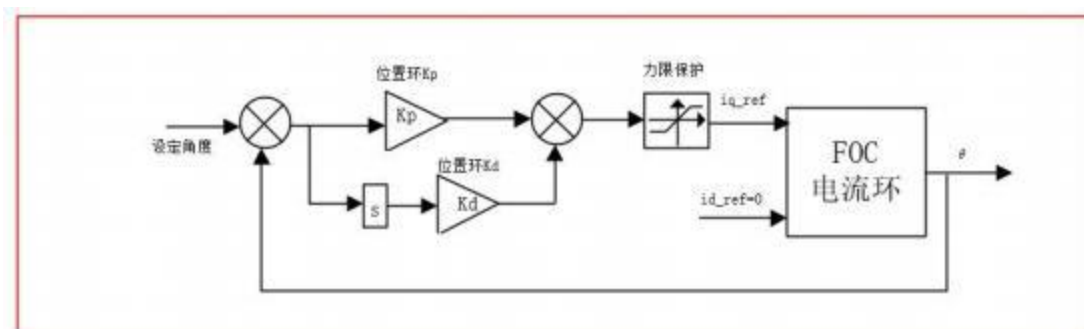 位置环Kp
力限保护
Kp
iq_ref
设定角度
FOC
电流环
θ
位置环Kd
s
Kd
id_ref=0